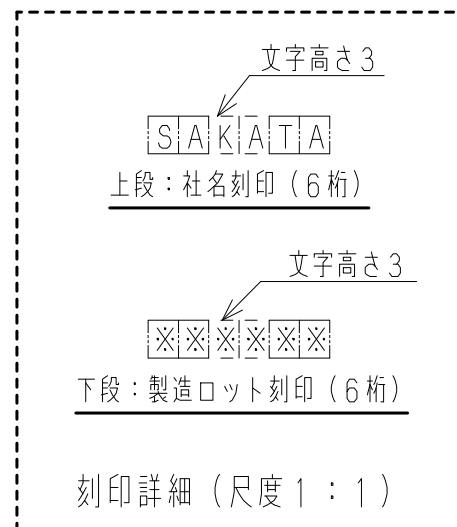 文字高さ3
SAKATA
上段：社名刻印（6桁）
文字高さ3
※※※※※※
下段：製造ロット刻印（6桁）
刻印詳細（尺度1：1）